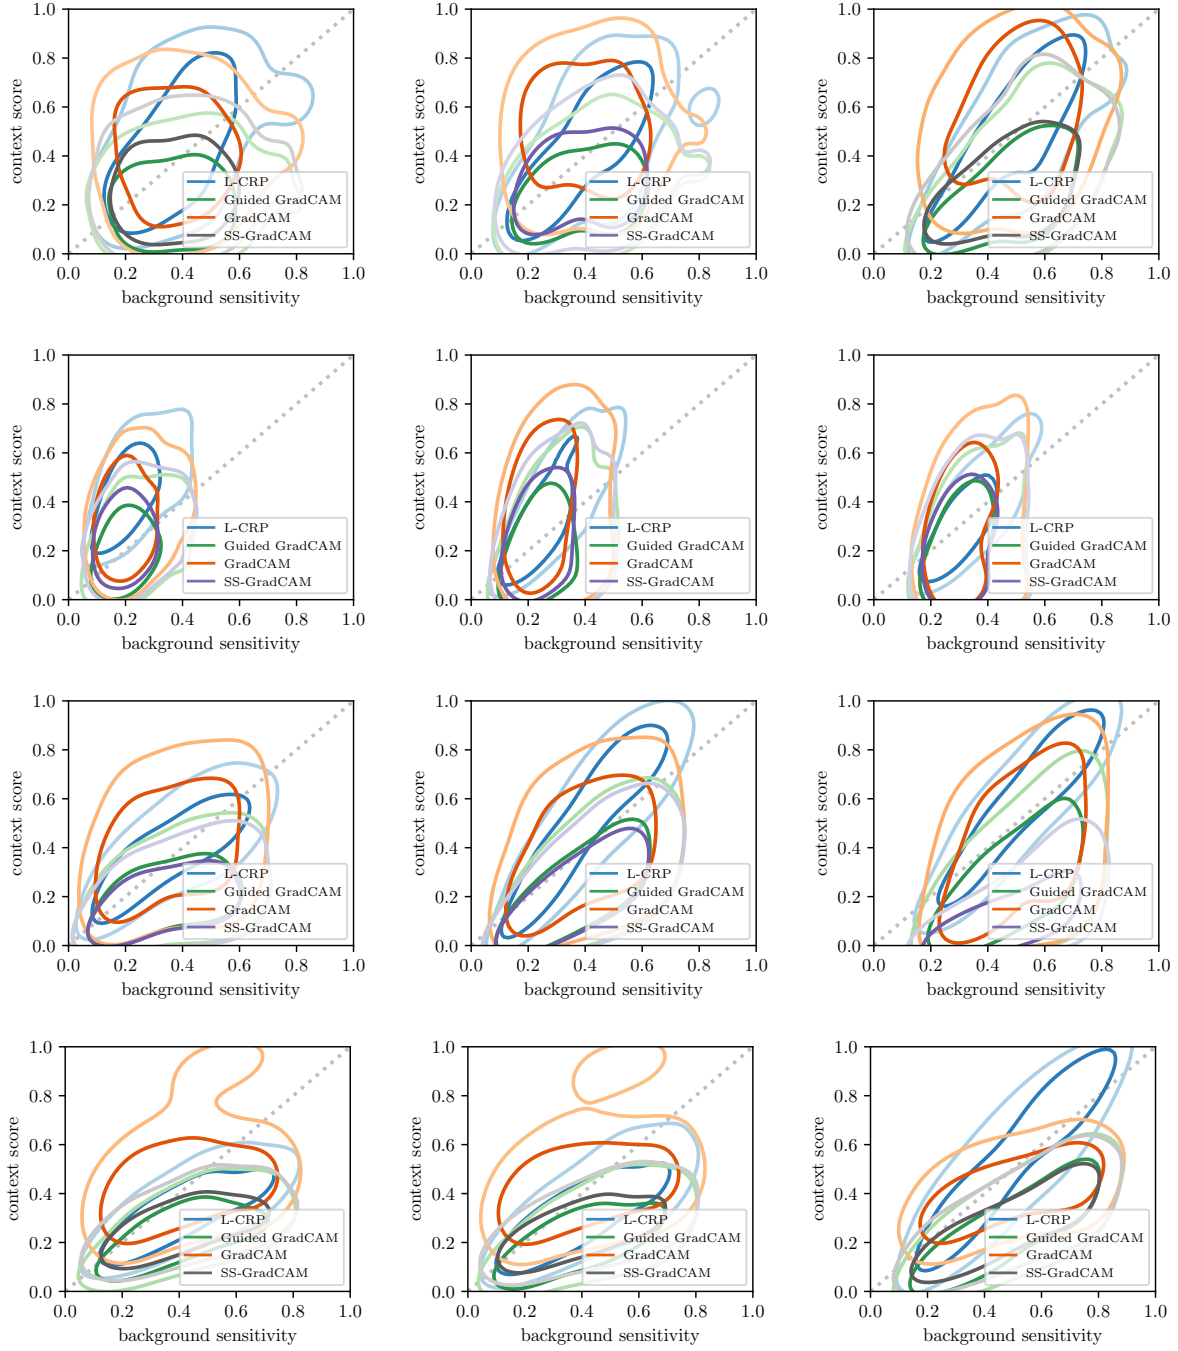 1.0 1.0 1.0
0.8 0.8 0.8
0.6 0.6 0.6
0.4 0.4 0.4
0.2 0.2 0.2
0.0 0.0 0.0
context score context score context score
L-CRP L-CRP L-CRP
Guided GradCAM Guided GradCAM Guided GradCAM
GradCAM GradCAM GradCAM
SS-GradCAM SS-GradCAM SS-GradCAM
0.0 0.2 0.4 0.6 0.8 1.0 0.0 0.2 0.4 0.6 0.8 1.0 0.0 0.2 0.4 0.6 0.8 1.0
background sensitivity background sensitivity background sensitivity
1.0 1.0 1.0
0.8 0.8 0.8
0.6 0.6 0.6
0.4 0.4 0.4
0.2 0.2 0.2
0.0 0.0 0.0
context score context score context score
L-CRP L-CRP L-CRP
Guided GradCAM Guided GradCAM Guided GradCAM
GradCAM GradCAM GradCAM
SS-GradCAM SS-GradCAM SS-GradCAM
0.0 0.2 0.4 0.6 0.8 1.0 0.0 0.2 0.4 0.6 0.8 1.0 0.0 0.2 0.4 0.6 0.8 1.0
background sensitivity background sensitivity background sensitivity
1.0 1.0 1.0
0.8 0.8 0.8
0.6 0.6 0.6
0.4 0.4 0.4
0.2 0.2 0.2
0.0 0.0 0.0
context score context score context score
L-CRP L-CRP L-CRP
Guided GradCAM Guided GradCAM Guided GradCAM
GradCAM GradCAM GradCAM
SS-GradCAM SS-GradCAM SS-GradCAM
0.0 0.2 0.4 0.6 0.8 1.0 0.0 0.2 0.4 0.6 0.8 1.0 0.0 0.2 0.4 0.6 0.8 1.0
background sensitivity background sensitivity background sensitivity
1.0 1.0 1.0
0.8 0.8 0.8
0.6 0.6 0.6
0.4 0.4 0.4
0.2 0.2 0.2
0.0 0.0 0.0
context score context score context score
L-CRP L-CRP L-CRP
Guided GradCAM Guided GradCAM Guided GradCAM
GradCAM GradCAM GradCAM
SS-GradCAM SS-GradCAM SS-GradCAM
0.0 0.2 0.4 0.6 0.8 1.0 0.0 0.2 0.4 0.6 0.8 1.0 0.0 0.2 0.4 0.6 0.8 1.0
background sensitivity background sensitivity background sensitivity